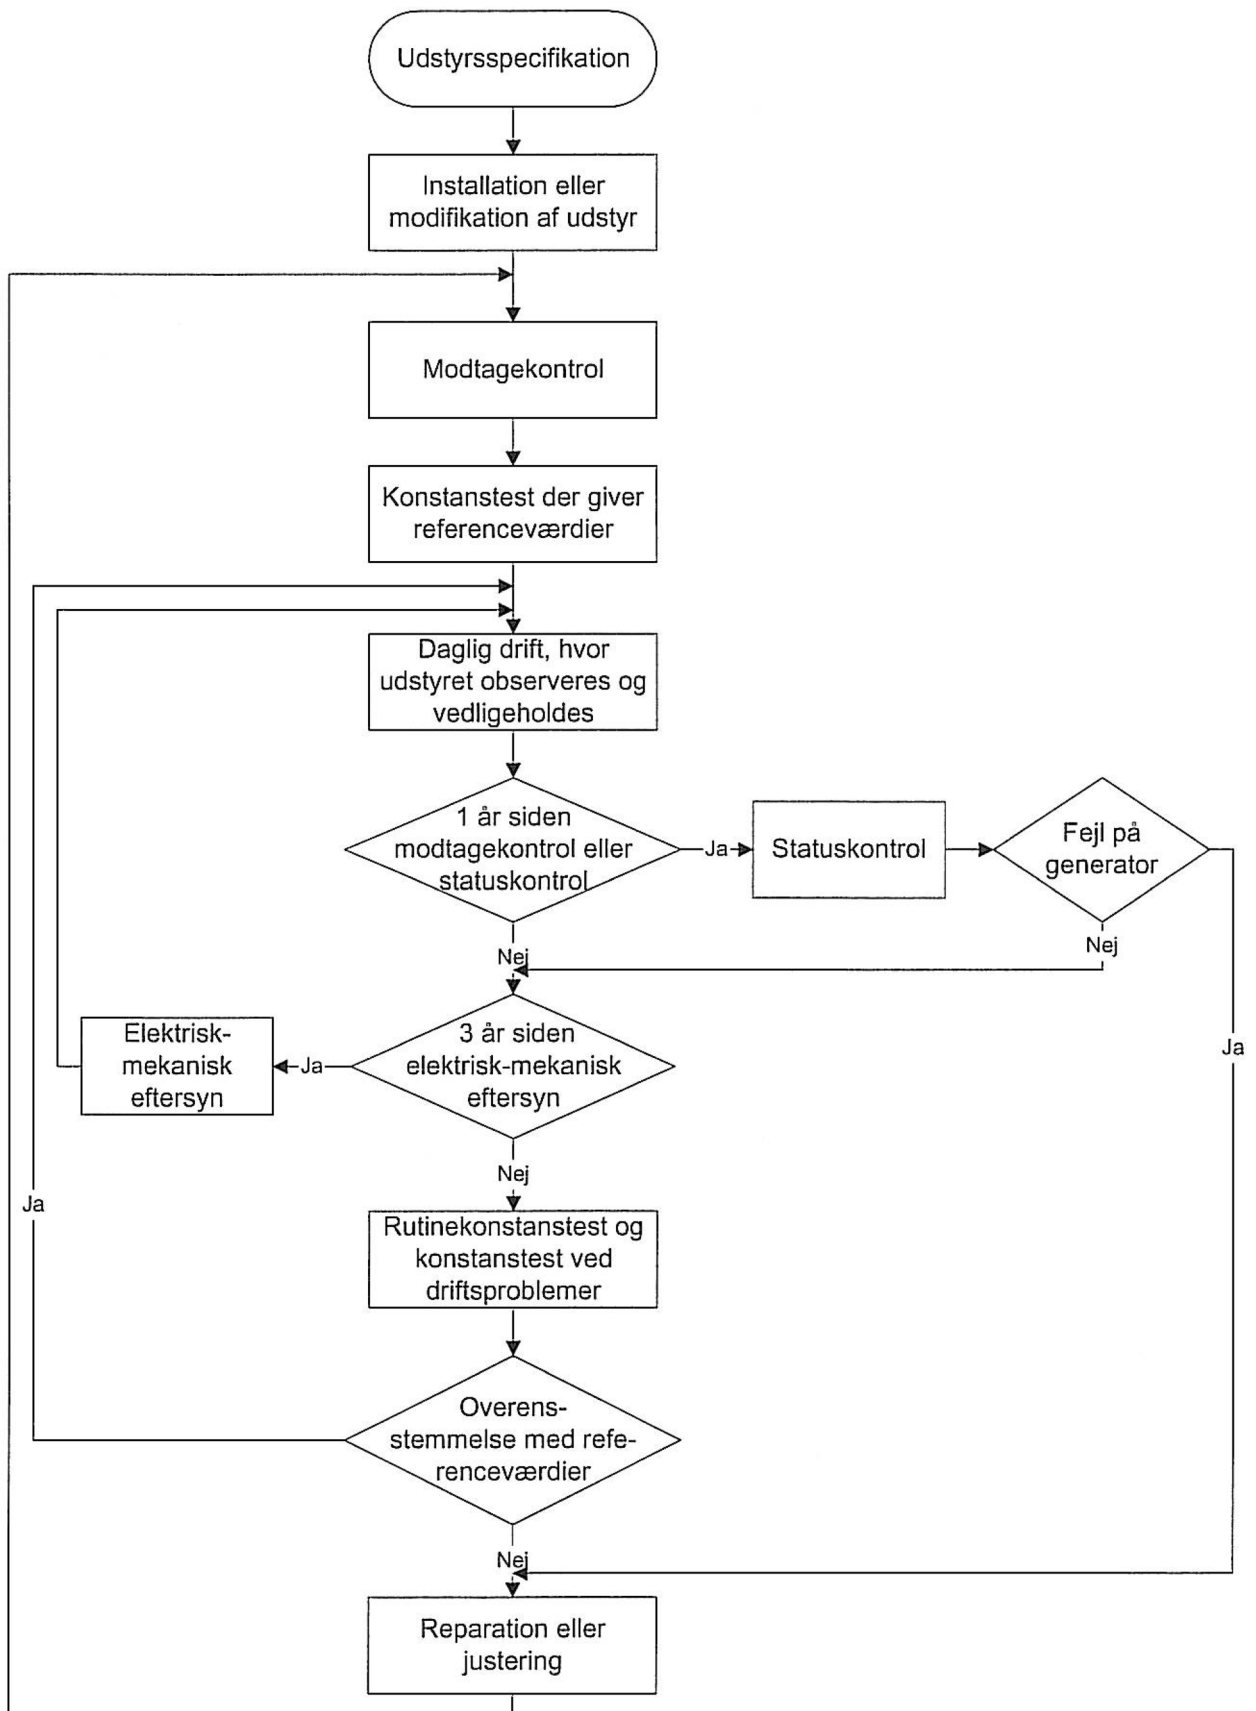 Udstyrsspecifikation
Installation eller
modifikation af udstyr
Modtagekontrol
Konstanstest der giver
referenceværdier
Daglig drift, hvor
udstyret observeres og
vedligeholdes
1 år siden
modtagekontrol eller
statuskontrol
Ja
Statuskontrol
Fejl på
generator
Nej
Nej
Elektrisk-
mekanisk
eftersyn
Ja
3 år siden
elektrisk-mekanisk
eftersyn
Ja
Nej
Ja
Rutinekonstanstest og
konstanstest ved
driftsproblemer
Overens-
stemmelse med refe-
renceværdier
Nej
Reparation eller
justering